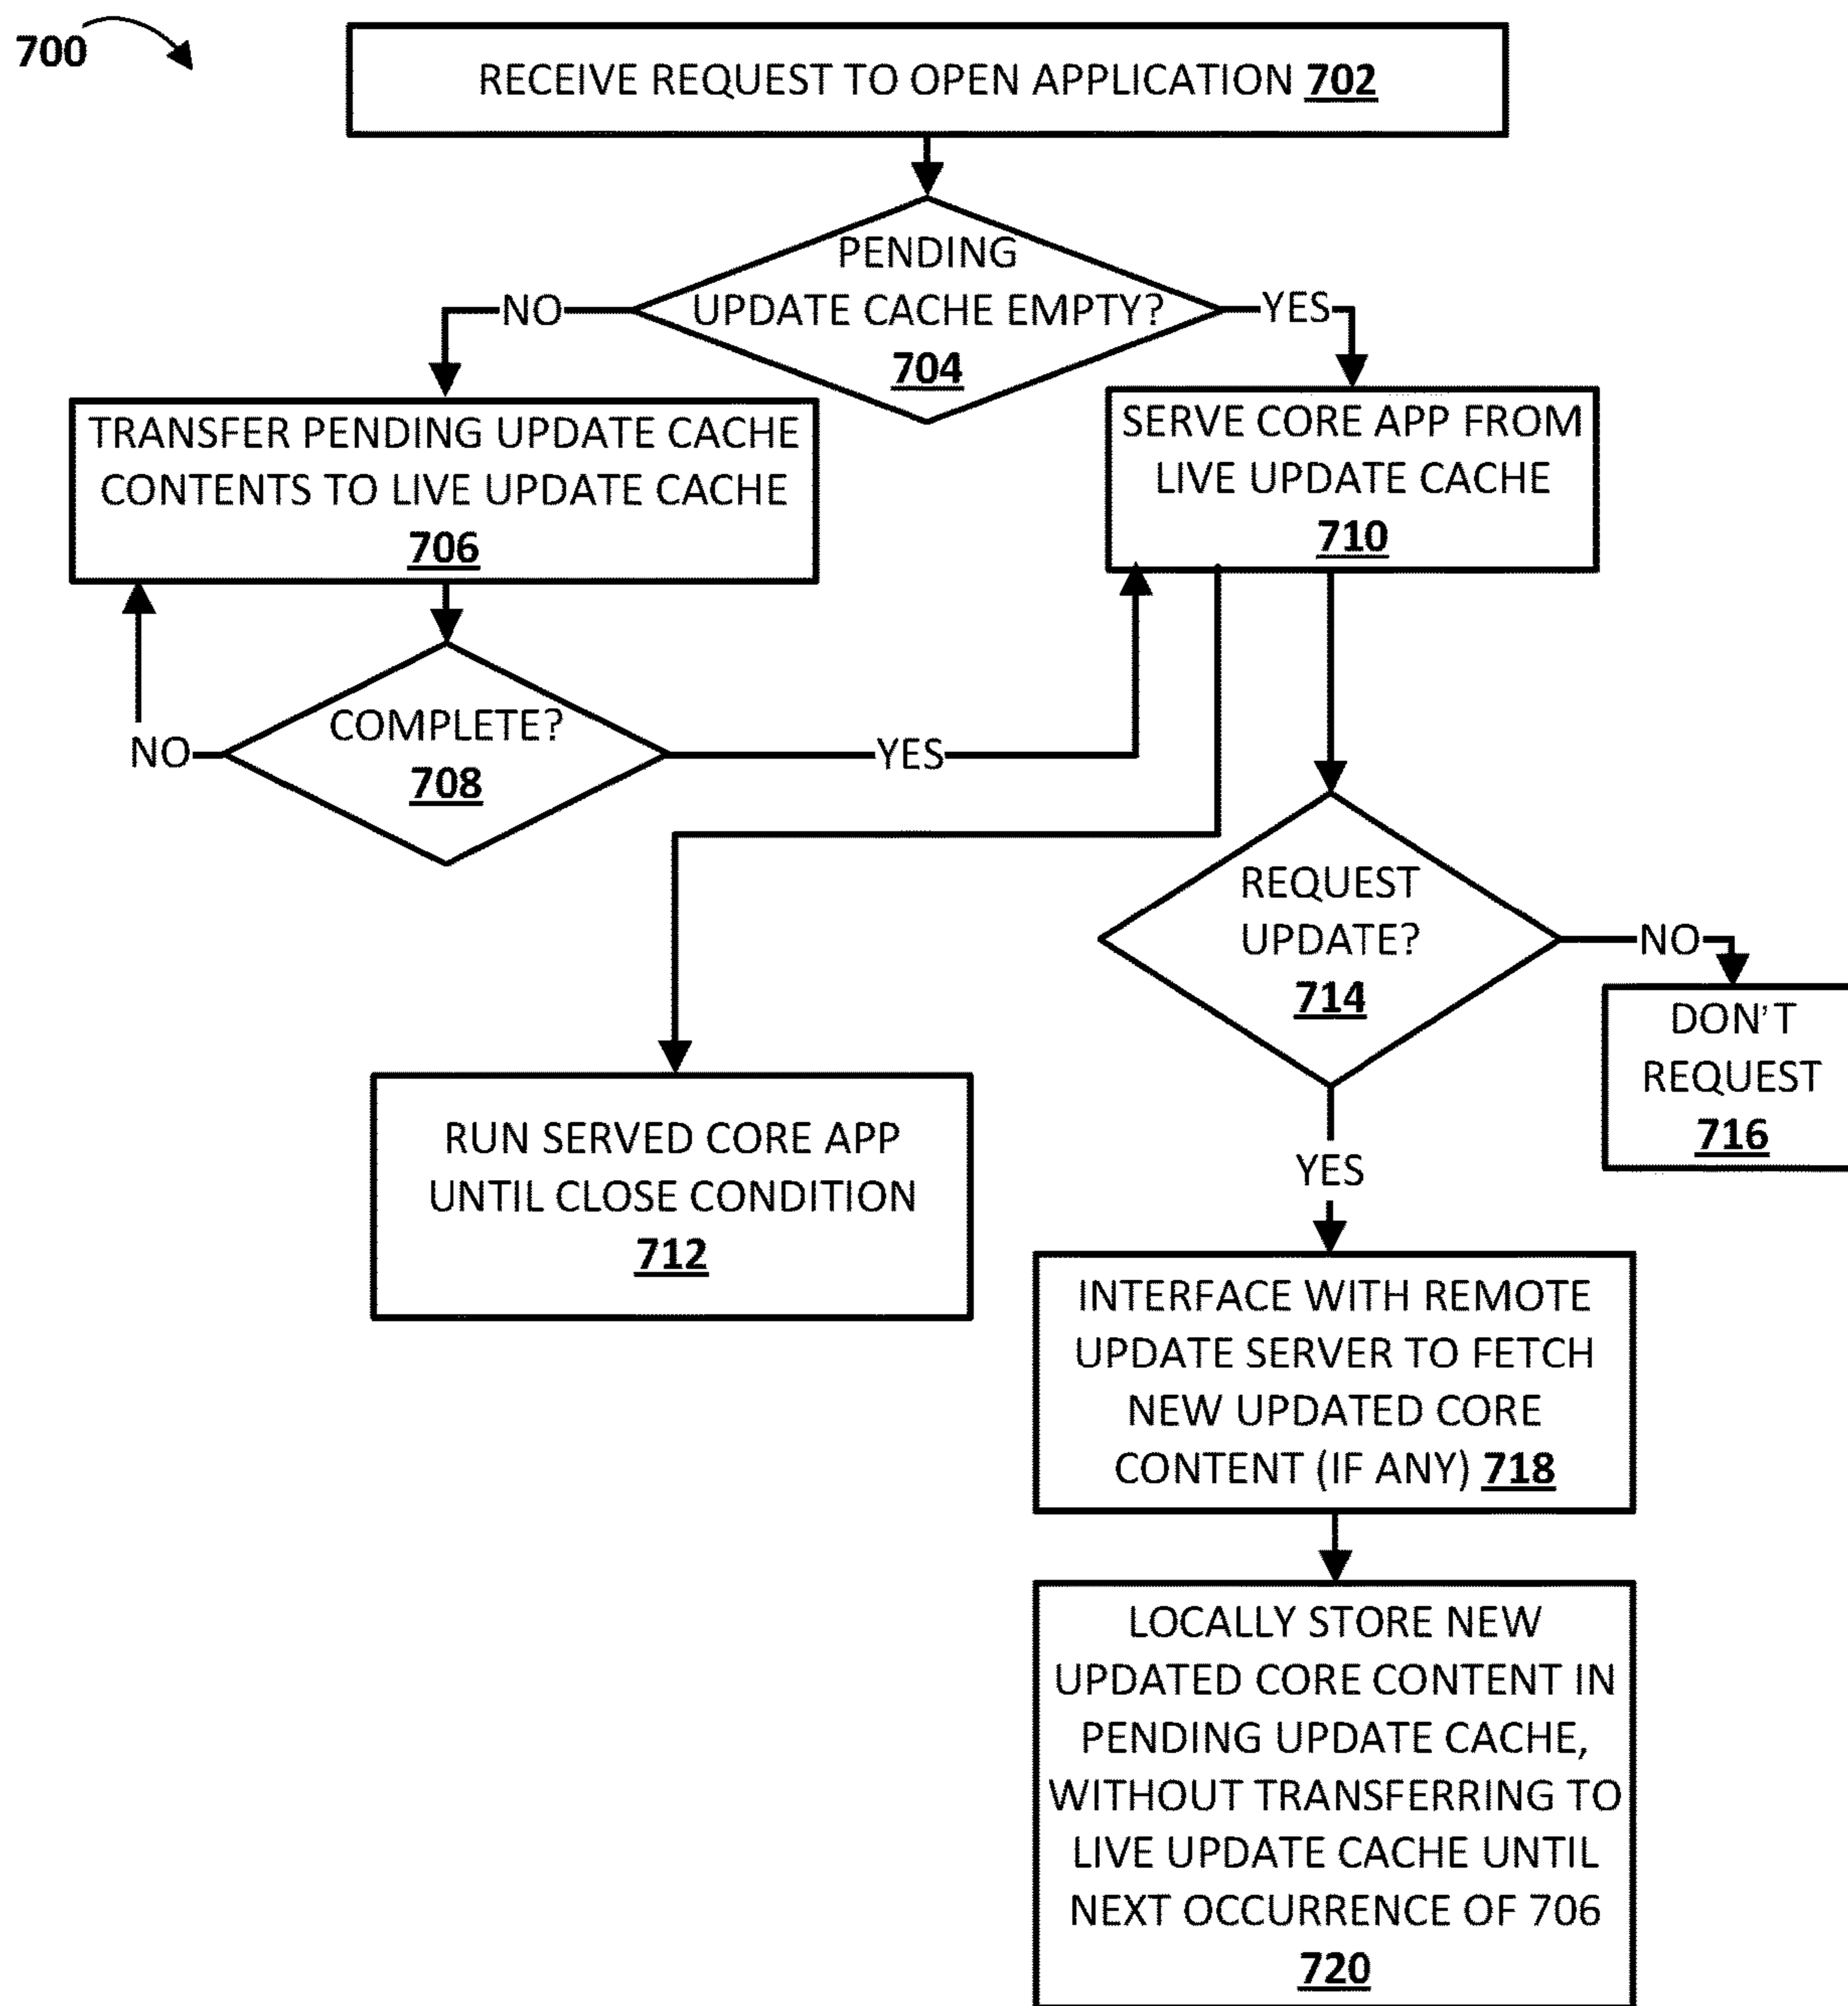 700
RECEIVE REQUEST TO OPEN APPLICATION 702
PENDING
UPDATE CACHE EMPTY?
704
NO
YES
TRANSFER PENDING UPDATE CACHE
CONTENTS TO LIVE UPDATE CACHE
706
SERVE CORE APP FROM
LIVE UPDATE CACHE
710
COMPLETE?
708
NO
YES
REQUEST
UPDATE?
714
NO
DON'T
REQUEST
716
YES
RUN SERVED CORE APP
UNTIL CLOSE CONDITION
712
INTERFACE WITH REMOTE
UPDATE SERVER TO FETCH
NEW UPDATED CORE
CONTENT (IF ANY) 718
LOCALLY STORE NEW
UPDATED CORE CONTENT IN
PENDING UPDATE CACHE,
WITHOUT TRANSFERRING TO
LIVE UPDATE CACHE UNTIL
NEXT OCCURRENCE OF 706
720